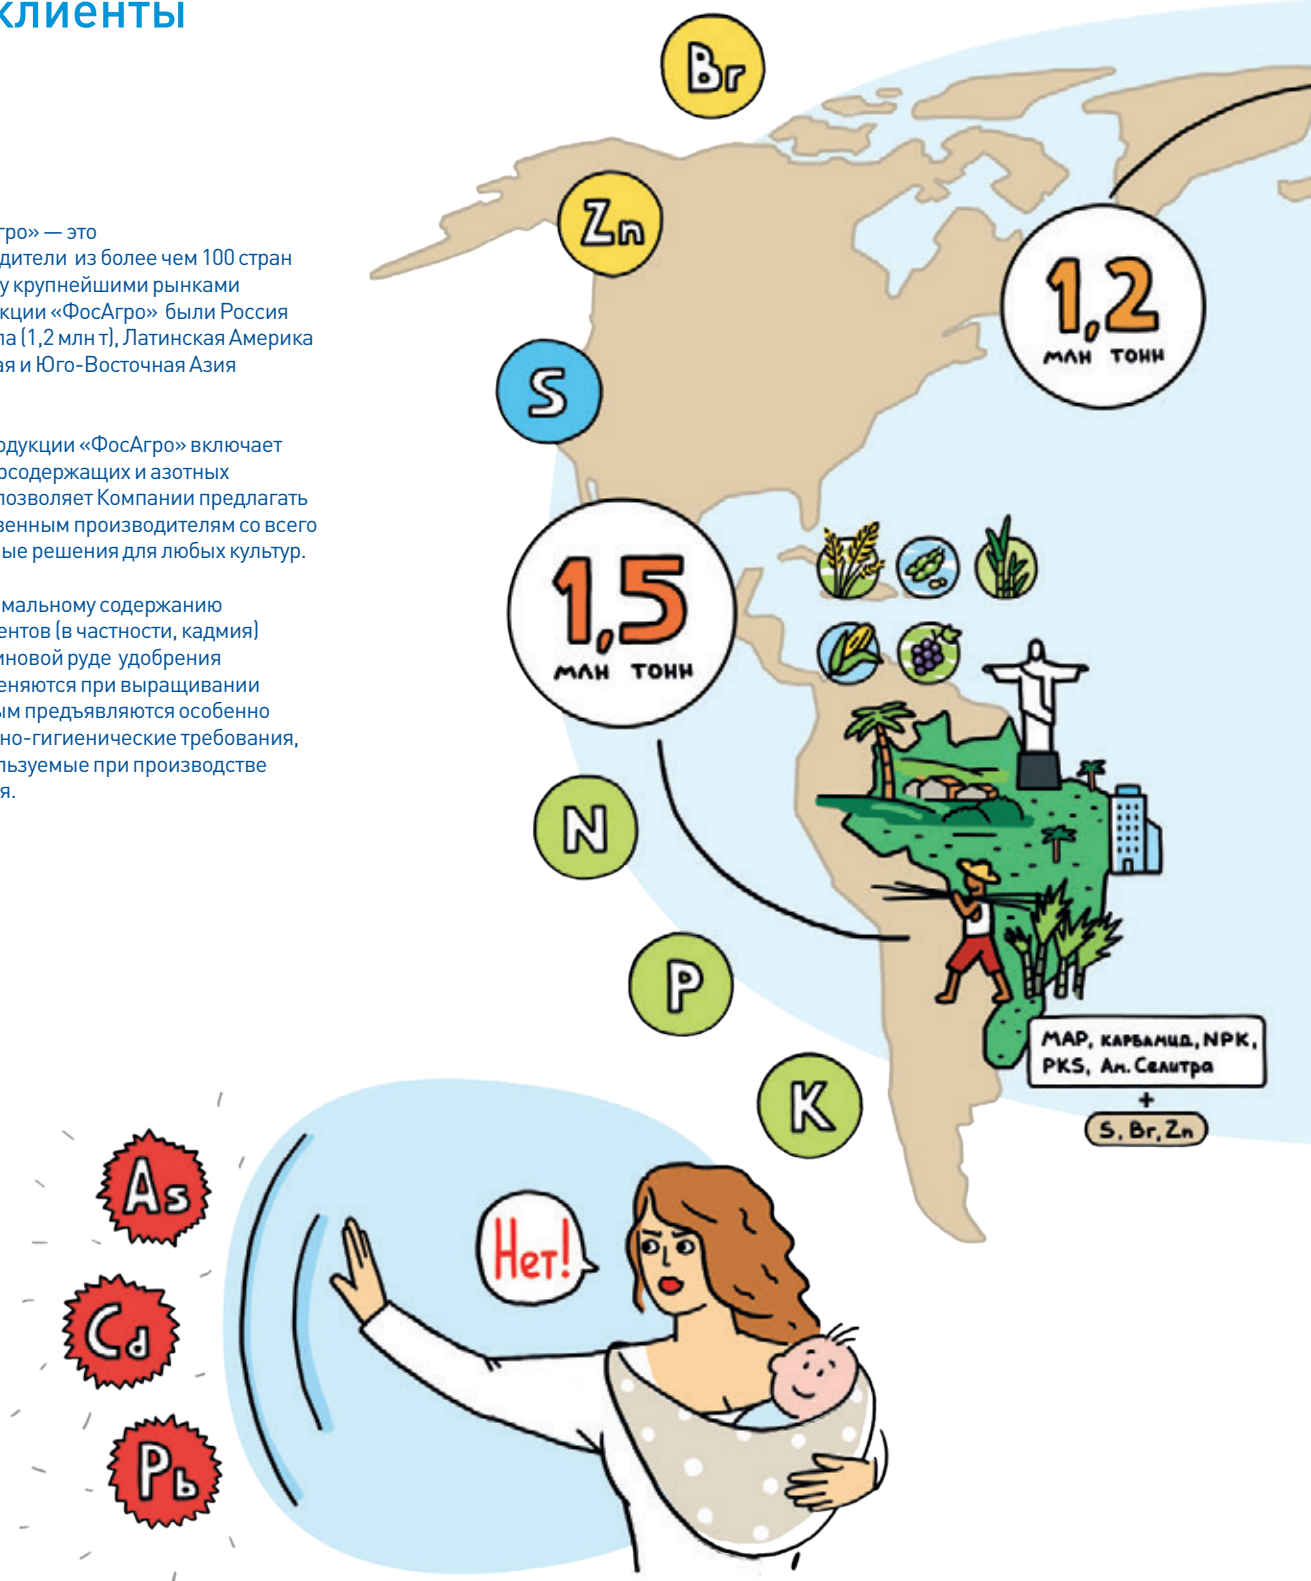 клиенты
гро» — это
дители из более чем 100 стран
у крупнейшими рынками
кции «ФосАгро» были Россия
па (1,2 млн т), Латинская Америка
ая и Юго-Восточная Азия
одукции «ФосАгро» включает
рсодержащих и азотных
позволяет Компании предлагать
венным производителям со всего
ые решения для любых культур.
мальному содержанию
ентов (в частности, кадмия)
иновой руде удобрения
еняются при выращивании
ым предъявляются особенно
но-гигиенические требования,
льзуемые при производстве
я.
Br
Zn
1,2
млн тонн
S
1,5
млн тонн
N
P
K
MAP, карбамид, NPK,
PKS, Ам. Селитра
+
S, Br, Zn
As
Нет!
Cd
Pb